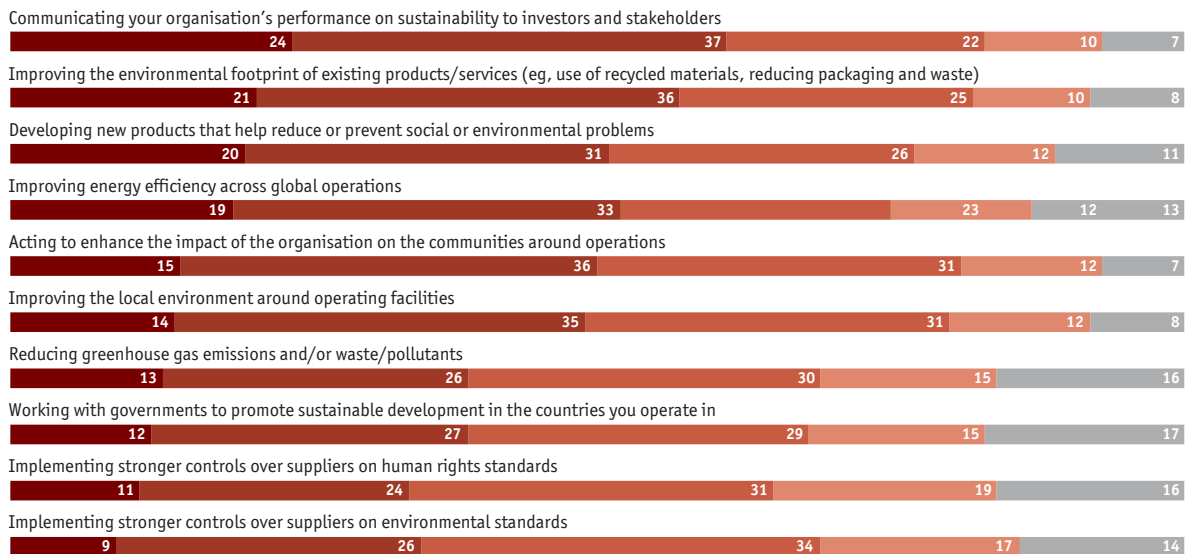 Communicating your organisation’s performance on sustainability to investors and stakeholders
24 37 22 10 7
Improving the environmental footprint of existing products/services (eg, use of recycled materials, reducing packaging and waste)
21 36 25 10 8
Developing new products that help reduce or prevent social or environmental problems
20 31 26 12 11
Improving energy efficiency across global operations
19 33 23 12 13
Acting to enhance the impact of the organisation on the communities around operations
15 36 31 12 7
Improving the local environment around operating facilities
14 35 31 12 8
Reducing greenhouse gas emissions and/or waste/pollutants
13 26 30 15 16
Working with governments to promote sustainable development in the countries you operate in
12 27 29 15 17
Implementing stronger controls over suppliers on human rights standards
11 24 31 19 16
Implementing stronger controls over suppliers on environmental standards
9 26 34 17 14